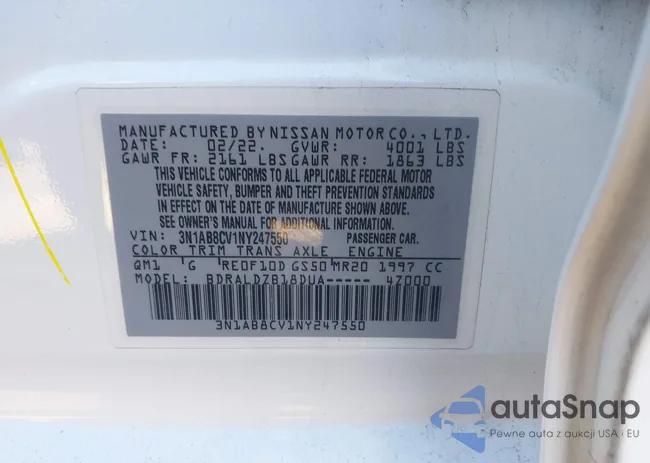 MANUFACTURED BY NISSAN MOTOR CO., LTD.
DATE: 02/22. GVWR: 4001 LBS
GAWR FR: 2161 LBS GAWR RR: 1863 LBS
THIS VEHICLE CONFORMS TO ALL APPLICABLE FEDERAL MOTOR
VEHICLE SAFETY, BUMPER AND THEFT PREVENTION STANDARDS
IN EFFECT ON THE DATE OF MANUFACTURE SHOWN ABOVE.
SEE OWNER'S MANUAL FOR ADDITIONAL INFORMATION.
VIN: 3N1AB8CV1NY247550 PASSENGER CAR.
COLOR TRIM TRANS AXLE ENGINE
QM1 G RE0F10D GS50 MR20 1997 CC
MODEL: BDRALDZB18DUA----- 4Z000
3N1AB8CV1NY247550
autaSnap
Pewne auta z aukcji USA i EU